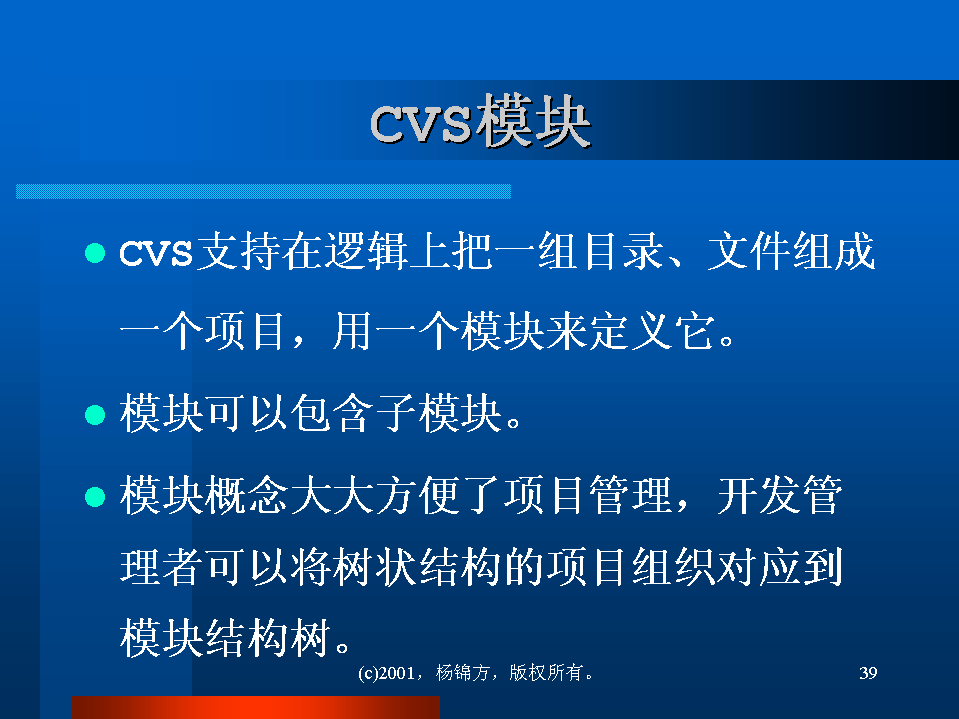 CVS模块
CVS支持在逻辑上把一组目录、文件组成
一个项目，用一个模块来定义它。
模块可以包含子模块。
模块概念大大方便了项目管理，开发管
理者可以将树状结构的项目组织对应到
模块结构树。
(c)2001，杨锦方，版权所有。
39